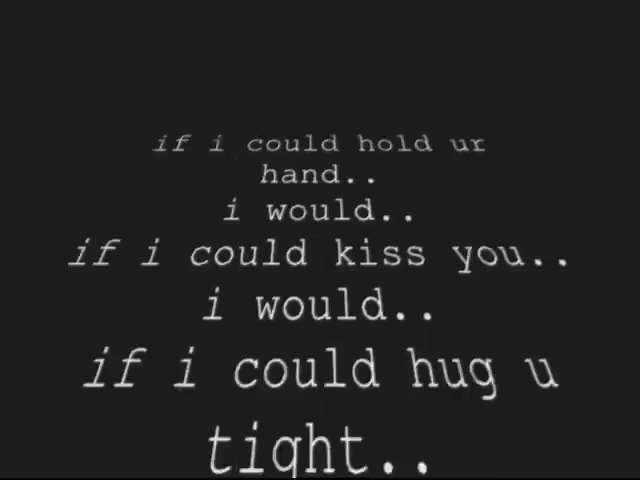 if i could hold ur
hand..
i would..
if i could kiss you..
i would..
if i could hug u
tight..